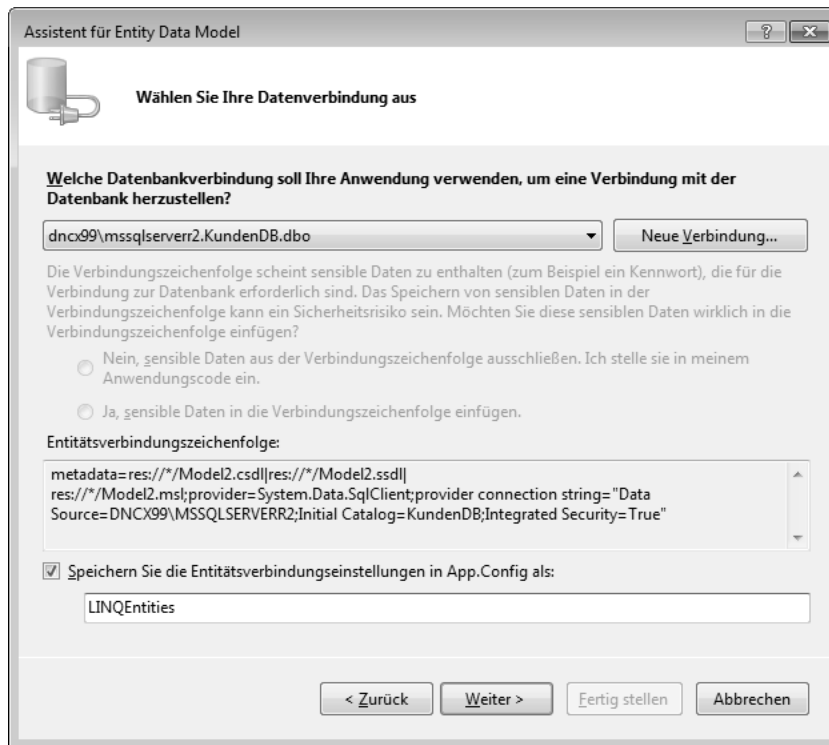 Assistent für Entity Data Model
Wählen Sie Ihre Datenverbindung aus
Welche Datenbankverbindung soll Ihre Anwendung verwenden, um eine Verbindung mit der
Datenbank herzustellen?
dncx99\mssqlserverr2.KundenDB.dbo
Neue Verbindung...
Die Verbindungszeichenfolge scheint sensible Daten zu enthalten (zum Beispiel ein Kennwort), die für die
Verbindung zur Datenbank erforderlich sind. Das Speichern von sensiblen Daten in der
Verbindungszeichenfolge kann ein Sicherheitsrisiko sein. Möchten Sie diese sensiblen Daten wirklich in die
Verbindungszeichenfolge einfügen?
Nein, sensible Daten aus der Verbindungszeichenfolge ausschließen. Ich stelle sie in meinem
Anwendungscode ein.
Ja, sensible Daten in die Verbindungszeichenfolge einfügen.
Entitätsverbindungszeichenfolge:
metadata=res://*/Model2.csdl|res://*/Model2.ssdl|
res://*/Model2.msl;provider=System.Data.SqlClient;provider connection string="Data
Source=DNCX99\MSSQLSERVERR2;Initial Catalog=KundenDB;Integrated Security=True"
Speichern Sie die Entitätsverbindungseinstellungen in App.Config als:
LINQEntities
< Zurück
Weiter >
Fertig stellen
Abbrechen